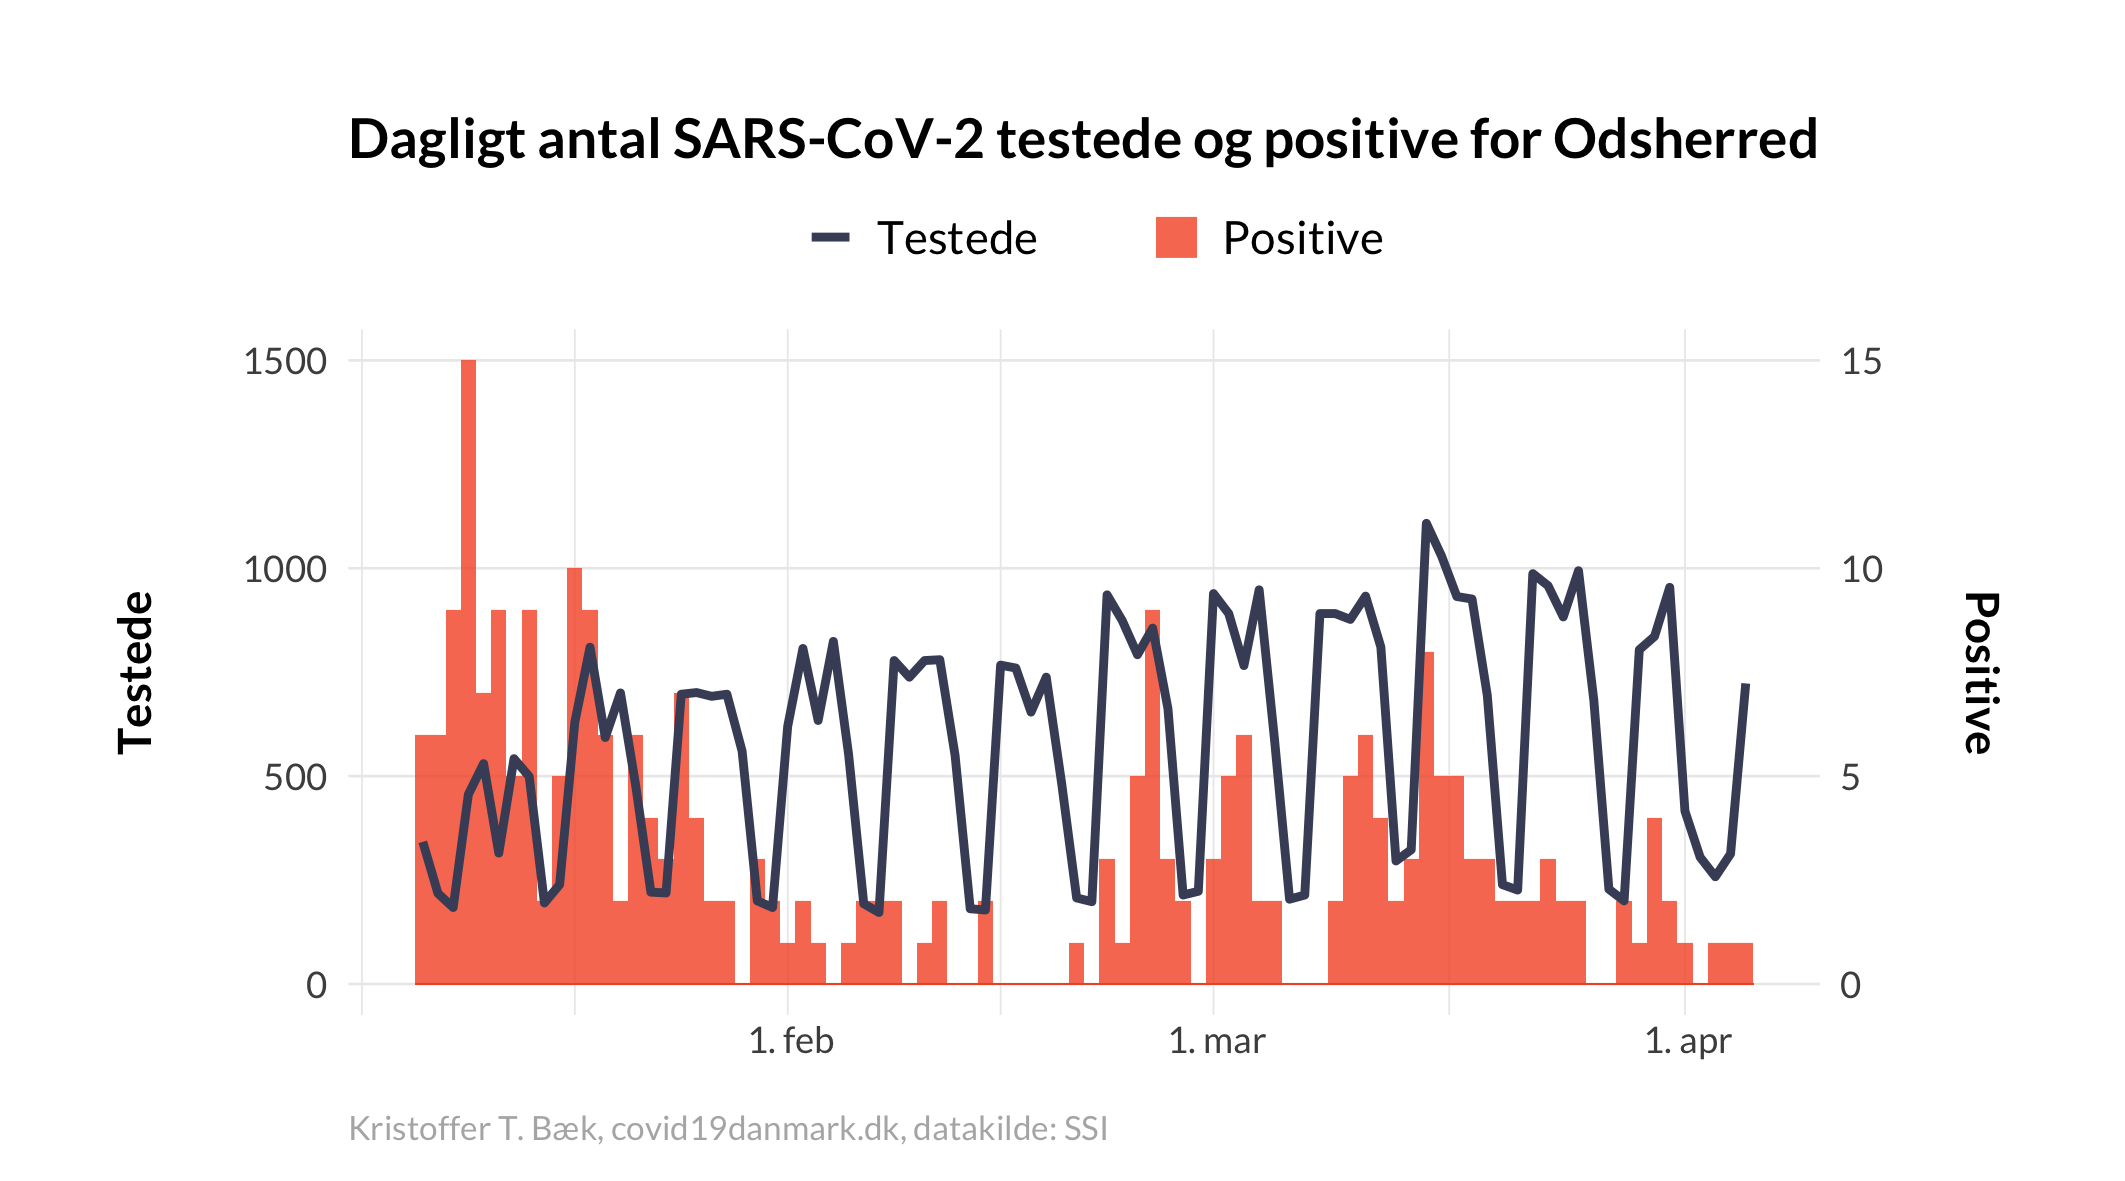 Dagligt antal SARS-CoV-2 testede og positive for Odsherred
Testede
Positive
1500
1000
500
0
15
10
5
0
Testede
Positive
1. feb
1. mar
1. apr
Kristoffer T. Bæk, covid19danmark.dk, datakilde: SSI